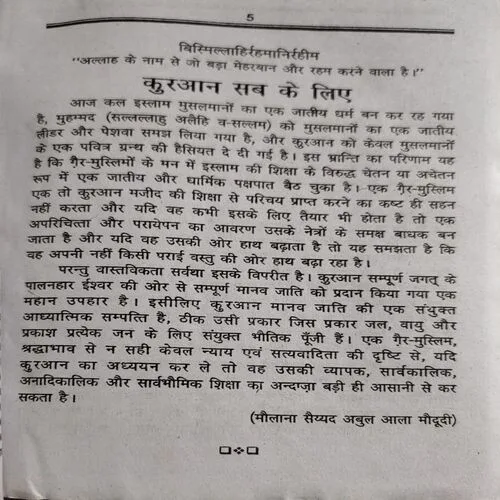 5
बिस्मिल्लाहिर्रहमानिर्रहीम
"अल्लाह के नाम से जो बड़ा मेहरबान और रहम करने वाला है।"
कुरआन सब के लिए
आज कल इस्लाम मुसलमानों का एक जातीय धर्म बन कर रह गया
है, मुहम्मद (सल्लल्लाहु अलैहि व-सल्लम) को मुसलमानों का एक जातीय
लीडर और पेशवा समझ लिया गया है, और कुरआन को केवल मुसलमानों
के एक पवित्र ग्रन्थ की हैसियत दे दी गई है। इस भ्रान्ति का परिणाम यह
है कि ग़ैर-मुस्लिमों के मन में इस्लाम की शिक्षा के विरुद्ध चेतन या अचेतन
रूप में एक जातीय और धार्मिक पक्षपात बैठ चुका है। एक ग़ैर-मुस्लिम
एक तो कुरआन मजीद की शिक्षा से परिचय प्राप्त करने का कष्ट ही सहन
नहीं करता और यदि वह कभी इसके लिए तैयार भी होता है तो एक
अपरिचित्ता और परायेपन का आवरण उसके नेत्रों के समक्ष बाधक बन
जाता है और यदि वह उसकी ओर हाथ बढ़ाता है तो यह समझता है कि
वह अपनी नहीं किसी पराई वस्तु की ओर हाथ बढ़ा रहा है।
परन्तु वास्तविकता सर्वथा इसके विपरीत है। कुरआन सम्पूर्ण जगत् के
पालनहार ईश्वर की ओर से सम्पूर्ण मानव जाति को प्रदान किया गया एक
महान उपहार है। इसीलिए कुरआन मानव जाति की एक संयुक्त
आध्यात्मिक सम्पत्ति है, ठीक उसी प्रकार जिस प्रकार जल, वायु और
प्रकाश प्रत्येक जन के लिए संयुक्त भौतिक पूँजी हैं। एक ग़ैर-मुस्लिम,
श्रद्धाभाव से न सही केवल न्याय एवं सत्यवादिता की दृष्टि से, यदि
कुरआन का अध्ययन कर ले तो वह उसकी व्यापक, सार्वकालिक,
अनादिकालिक और सार्वभौमिक शिक्षा का अन्दाज़ा बड़ी ही आसानी से कर
सकता है।
(मौलाना सैय्यद अबुल आला मौदूदी)